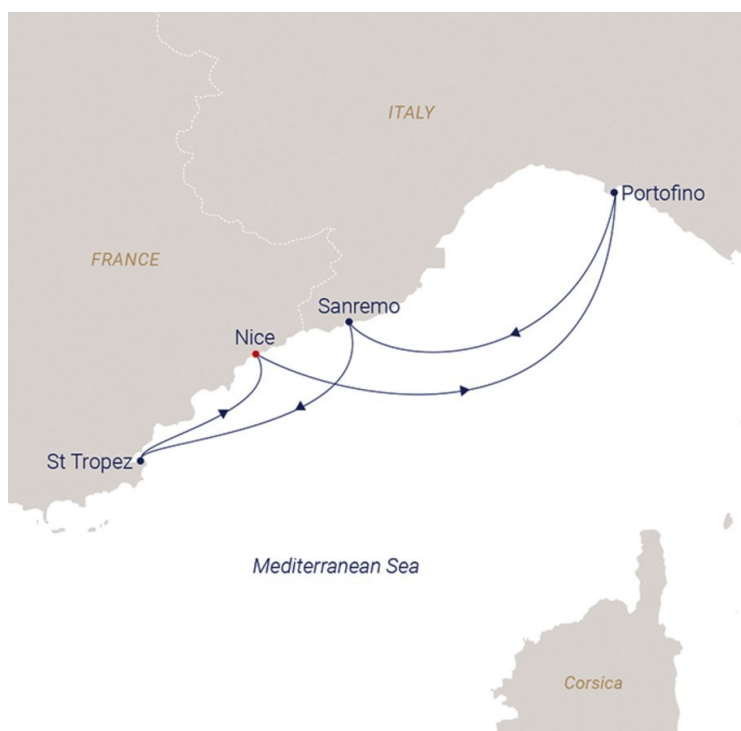 ITALY
Portofino
FRANCE
Sanremo
Nice
St Tropez
Mediterranean Sea
Corsica